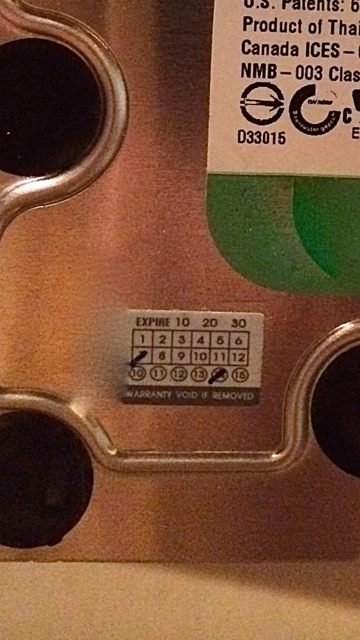 U.S. Patents: 6
Product of Thai
Canada ICES–
NMB–003 Clas
C
D33015
E
EXPIRE 10 20 30
1 2 3 4 5 6
8 9 10 11 12
10 11 12 13 15
WARRANTY VOID IF REMOVED